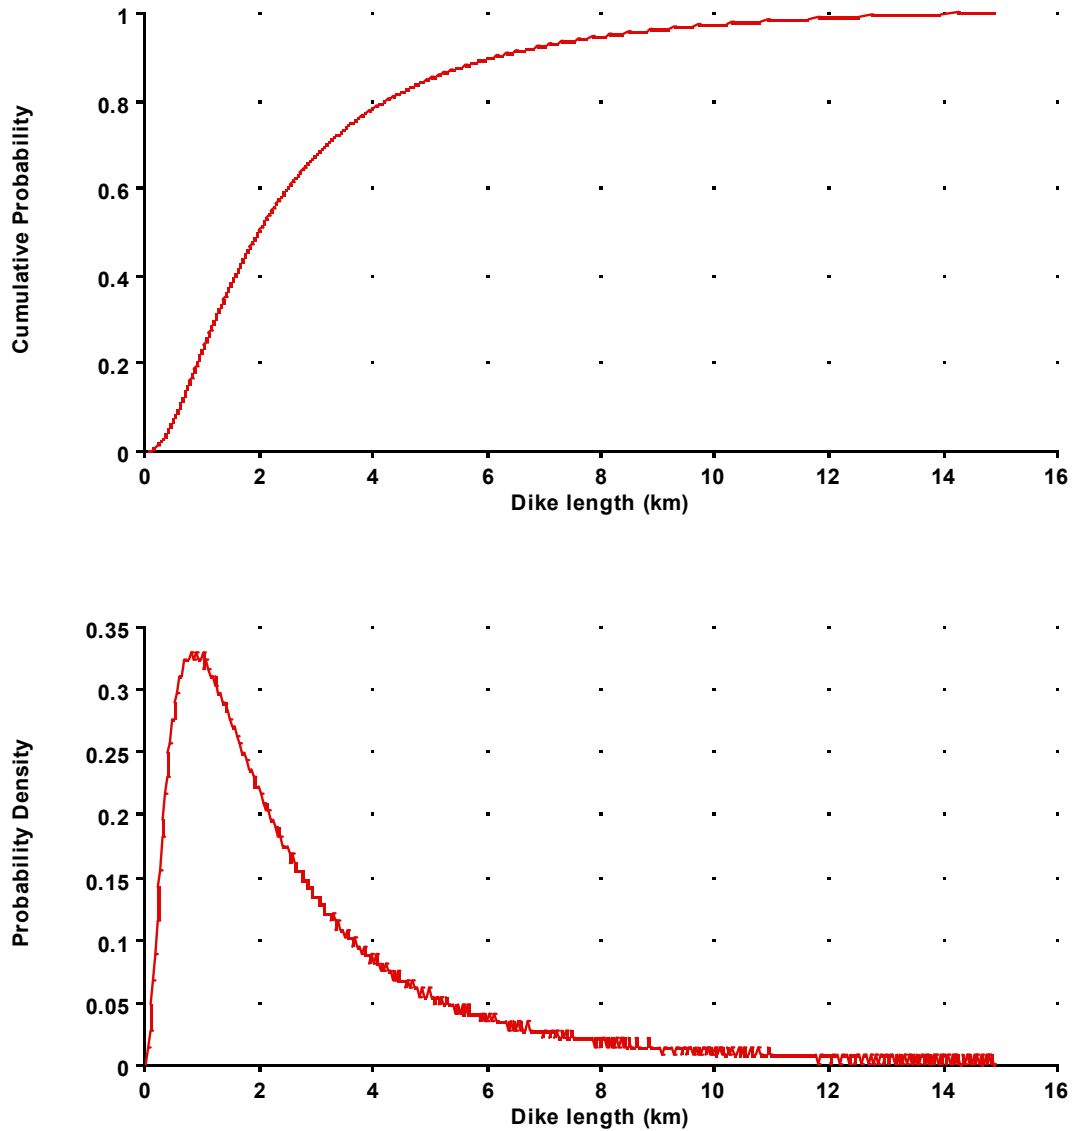 1
0.8
0.6
0.4
0.2
0
Cumulative Probability
0 2 4 6 8 10 12 14 16
Dike length (km)
0.35
0.3
0.25
0.2
0.15
0.1
0.05
0
Probability Density
0 2 4 6 8 10 12 14 16
Dike length (km)